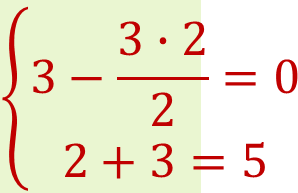 3 − (3 · 2)/2 = 0
2 + 3 = 5